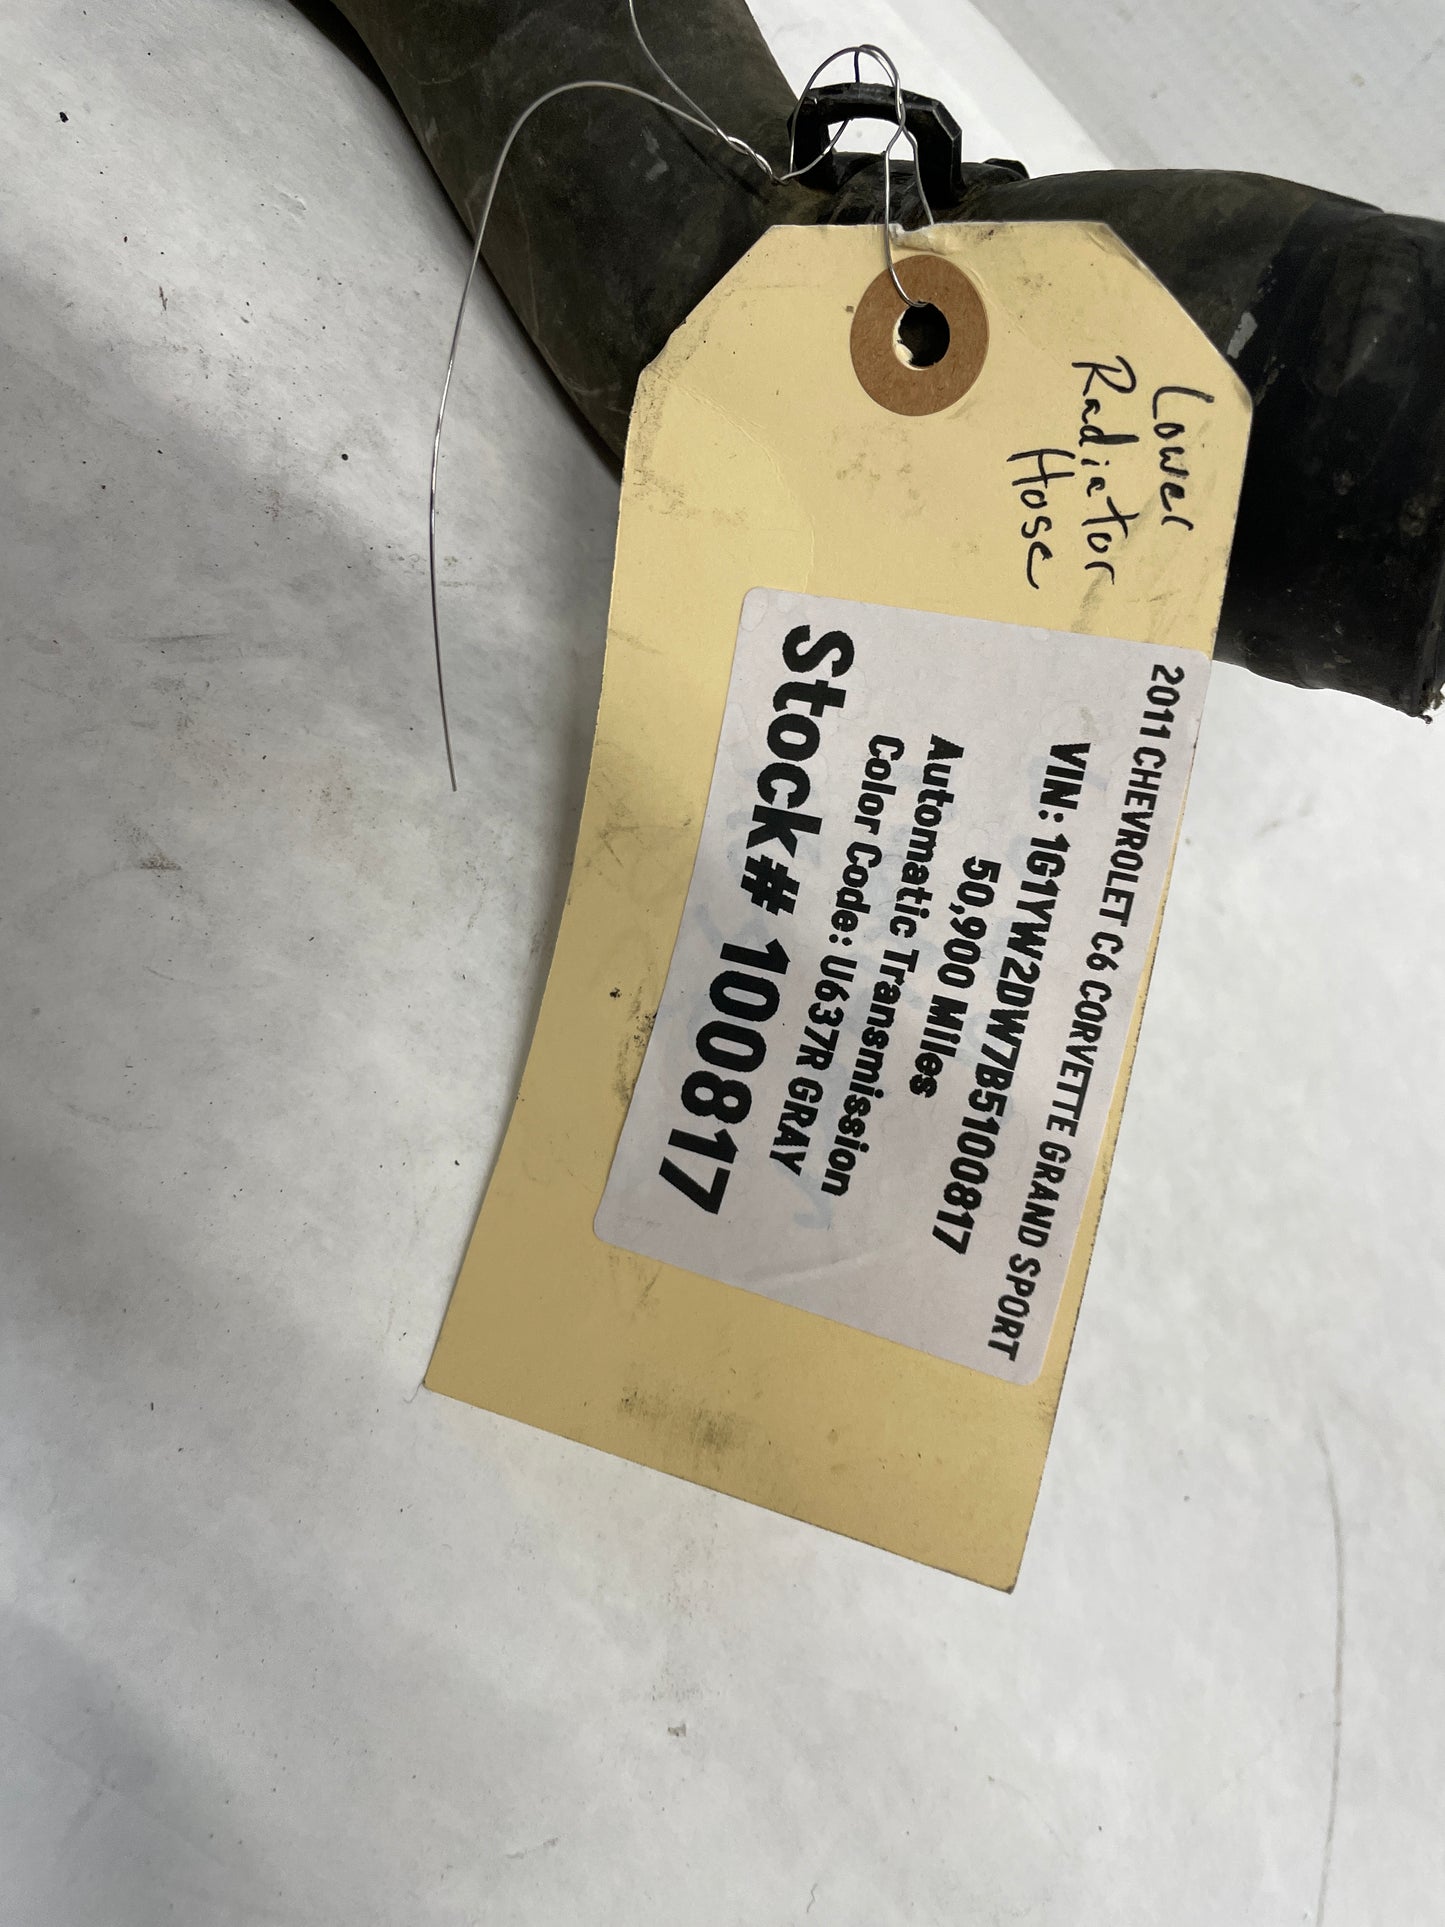 Lower
Radiator
Hose
2011 CHEVROLET C6 CORVETTE GRAND SPORT
VIN: 1G1YW2DW7B5100817
50,900 Miles
Automatic Transmission
Color Code: U637R GRAY
Stock# 100817